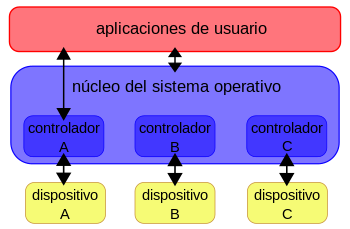 aplicaciones de usuario
núcleo del sistema operativo
controlador
A
controlador
B
controlador
C
dispositivo
A
dispositivo
B
dispositivo
C